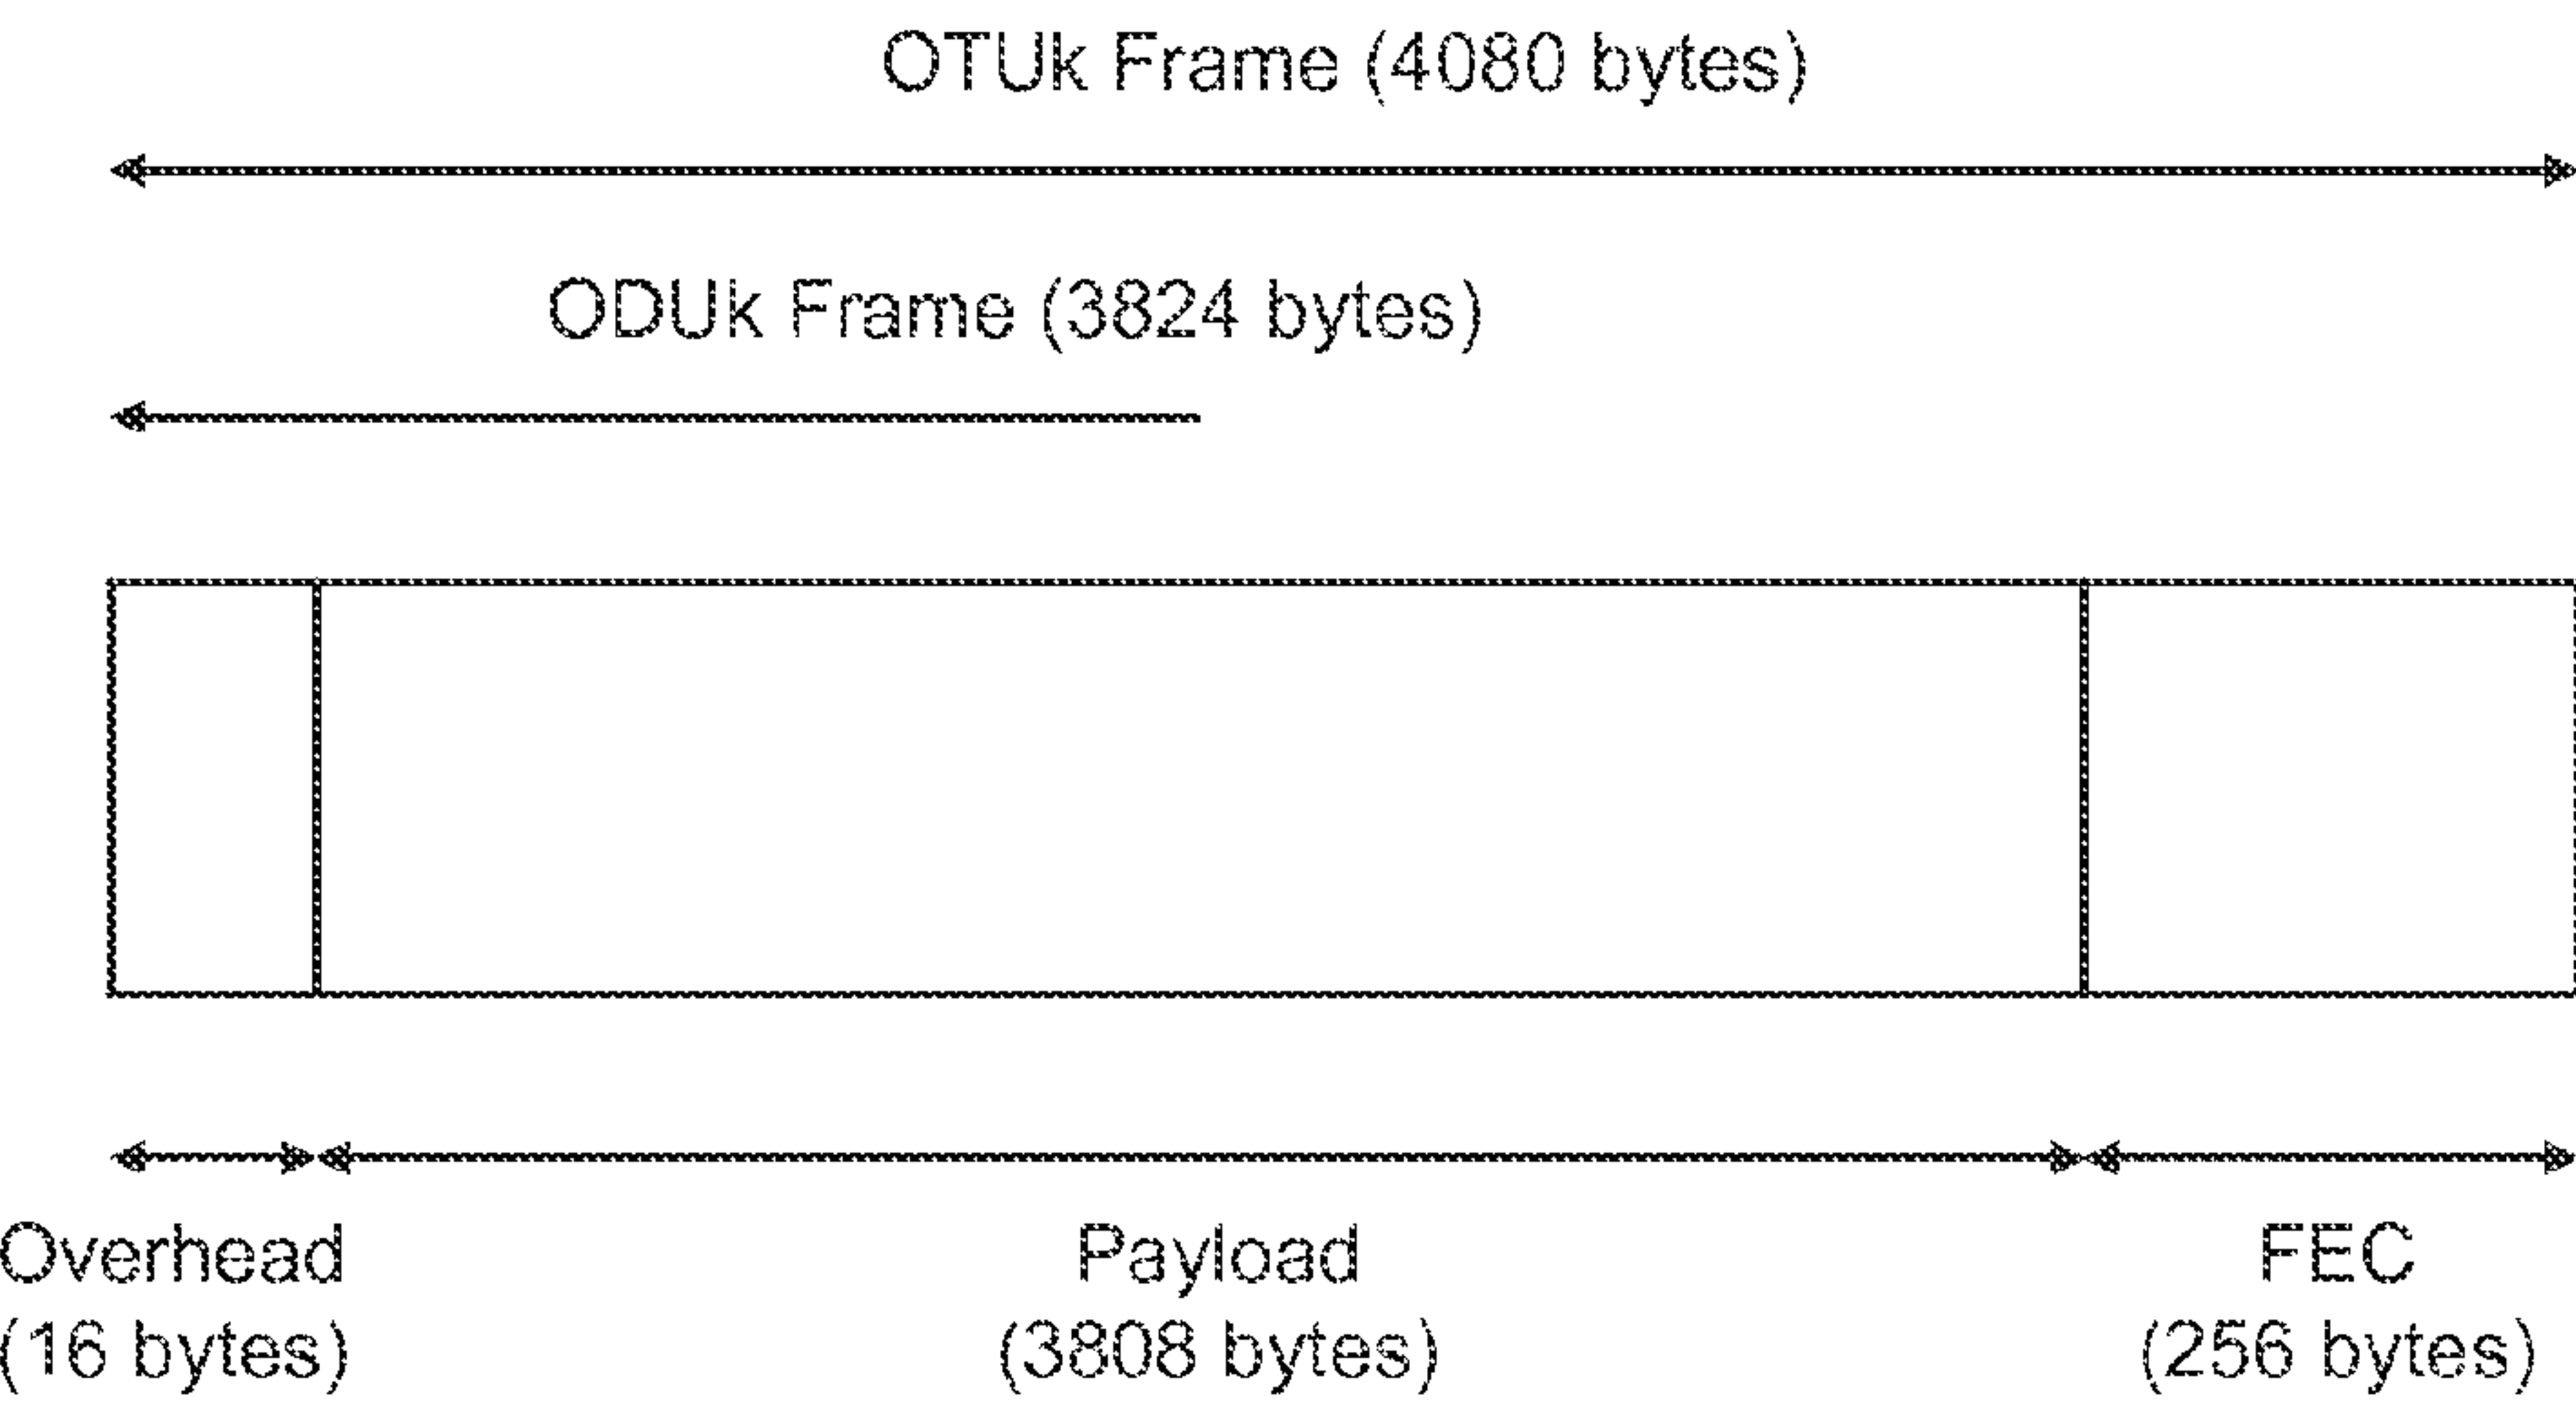 OTUk Frame (4080 bytes)
ODUk Frame (3824 bytes)
Overhead
(16 bytes)
Payload
(3808 bytes)
FEC
(256 bytes)